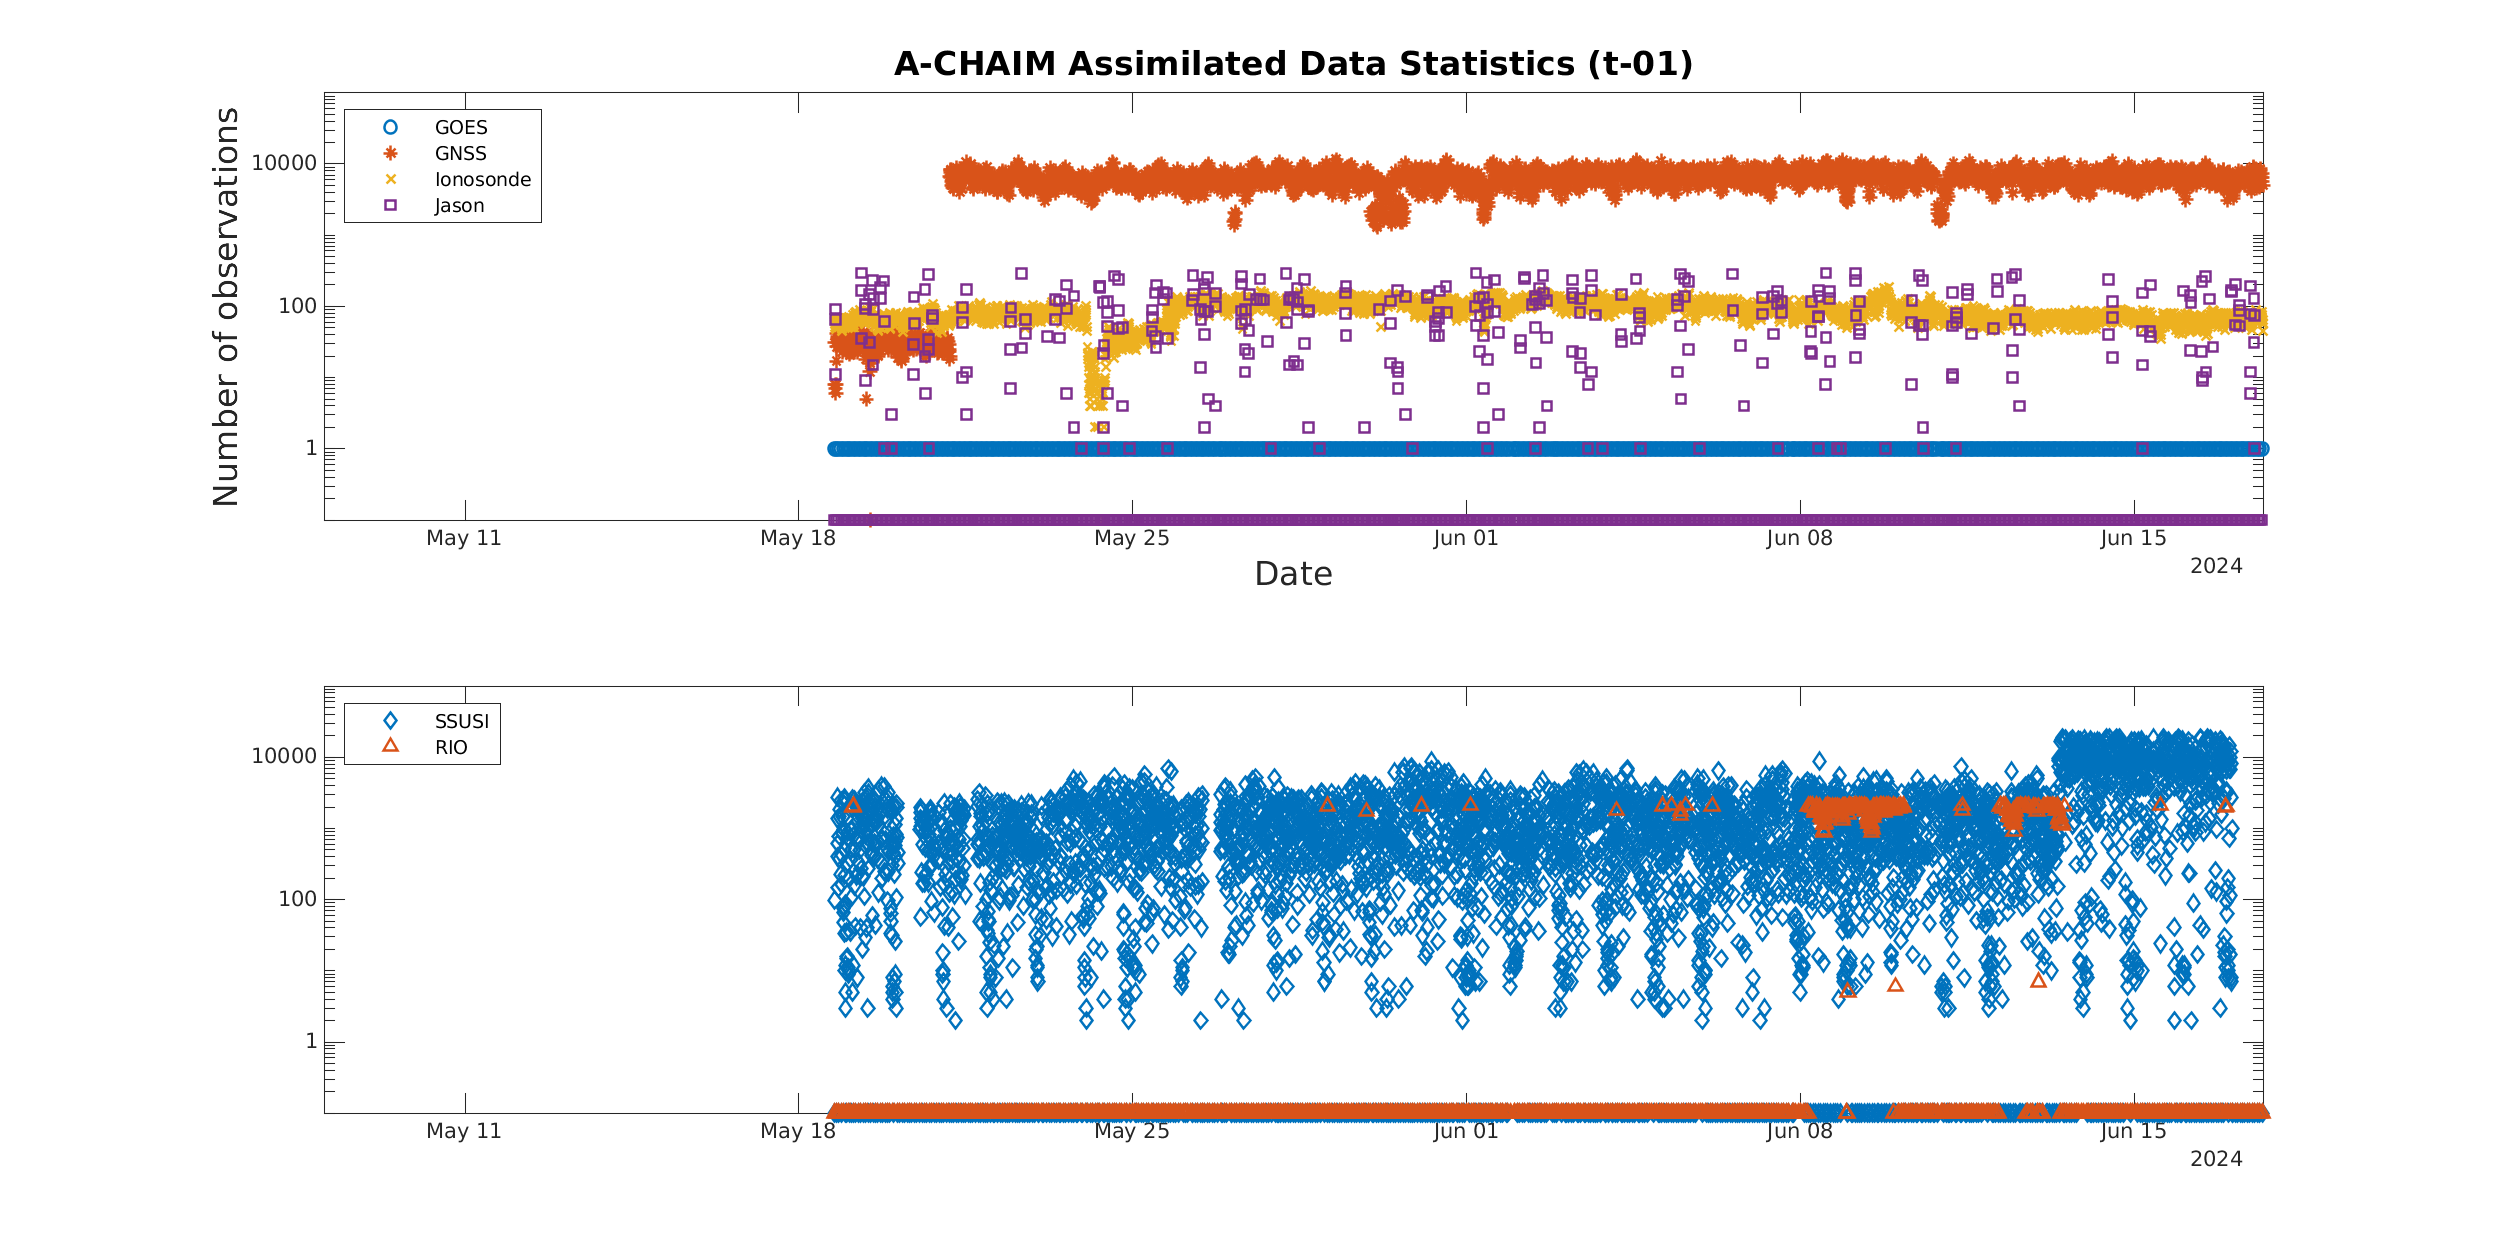 A-CHAIM Assimilated Data Statistics (t-01)
Number of observations
10000
100
1
GOES
GNSS
Ionosonde
Jason
May 11
May 18
May 25
Jun 01
Jun 08
Jun 15
Date
2024
10000
100
1
SSUSI
RIO
May 11
May 18
May 25
Jun 01
Jun 08
Jun 15
2024